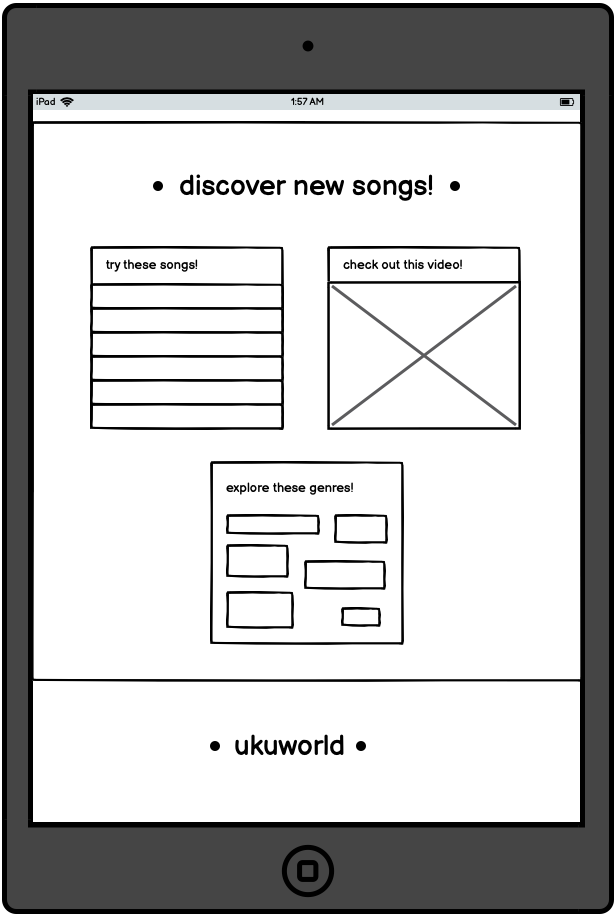 iPad 1:57 AM
• discover new songs! •
try these songs!
check out this video!
explore these genres!
• ukuworld •